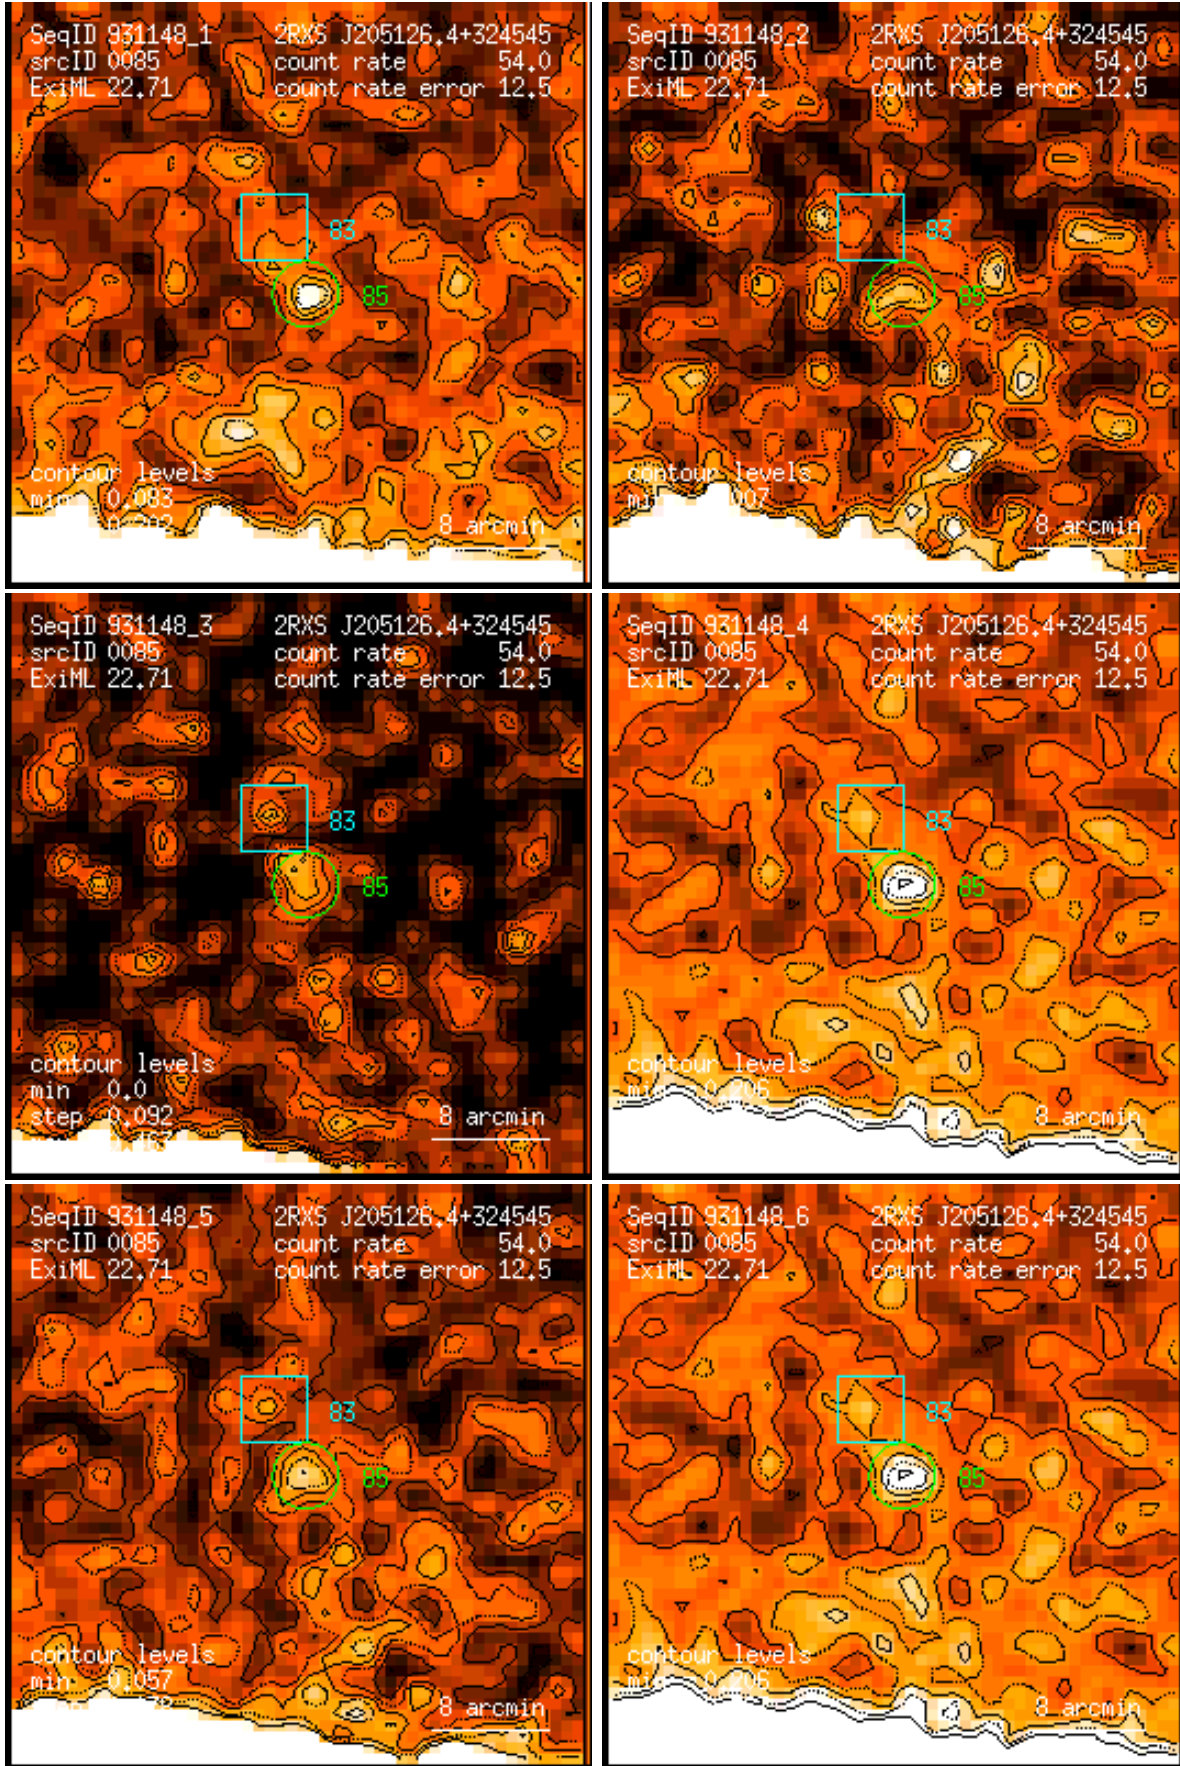 SeqID 931148_1 2RXS J205126.4+324545
srcID 0085 count rate 54.0
ExiML 22.71 count rate error 12.5
83
85
contour levels
min 0.083
0.202
8 arcmin
SeqID 931148_2 2RXS J205126.4+324545
srcID 0085 count rate 54.0
ExiML 22.71 count rate error 12.5
83
85
contour levels
8 arcmin
SeqID 931148_3 2RXS J205126.4+324545
srcID 0085 count rate 54.0
ExiML 22.71 count rate error 12.5
83
85
contour levels
min 0.0
step 0.092
8 arcmin
SeqID 931148_4 2RXS J205126.4+324545
srcID 0085 count rate 54.0
ExiML 22.71 count rate error 12.5
83
85
contour levels
8 arcmin
SeqID 931148_5 2RXS J205126.4+324545
srcID 0085 count rate 54.0
ExiML 22.71 count rate error 12.5
83
85
contour levels
min 0.057
8 arcmin
SeqID 931148_6 2RXS J205126.4+324545
srcID 0085 count rate 54.0
ExiML 22.71 count rate error 12.5
83
85
contour levels
8 arcmin